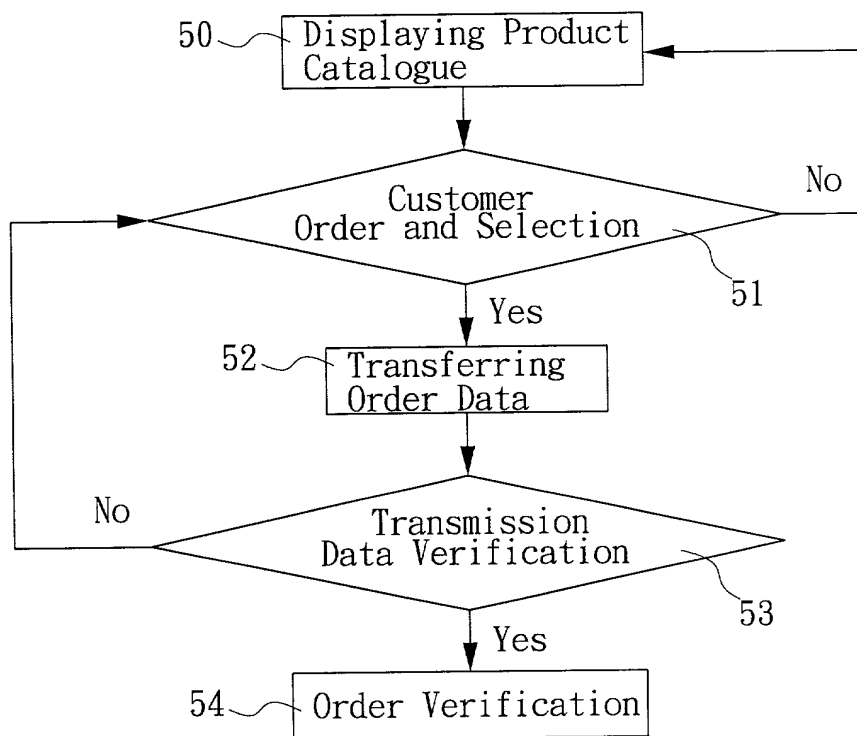 50
Displaying Product
Catalogue
Customer
Order and Selection
No
51
Yes
52
Transferring
Order Data
No
Transmission
Data Verification
53
Yes
54
Order Verification